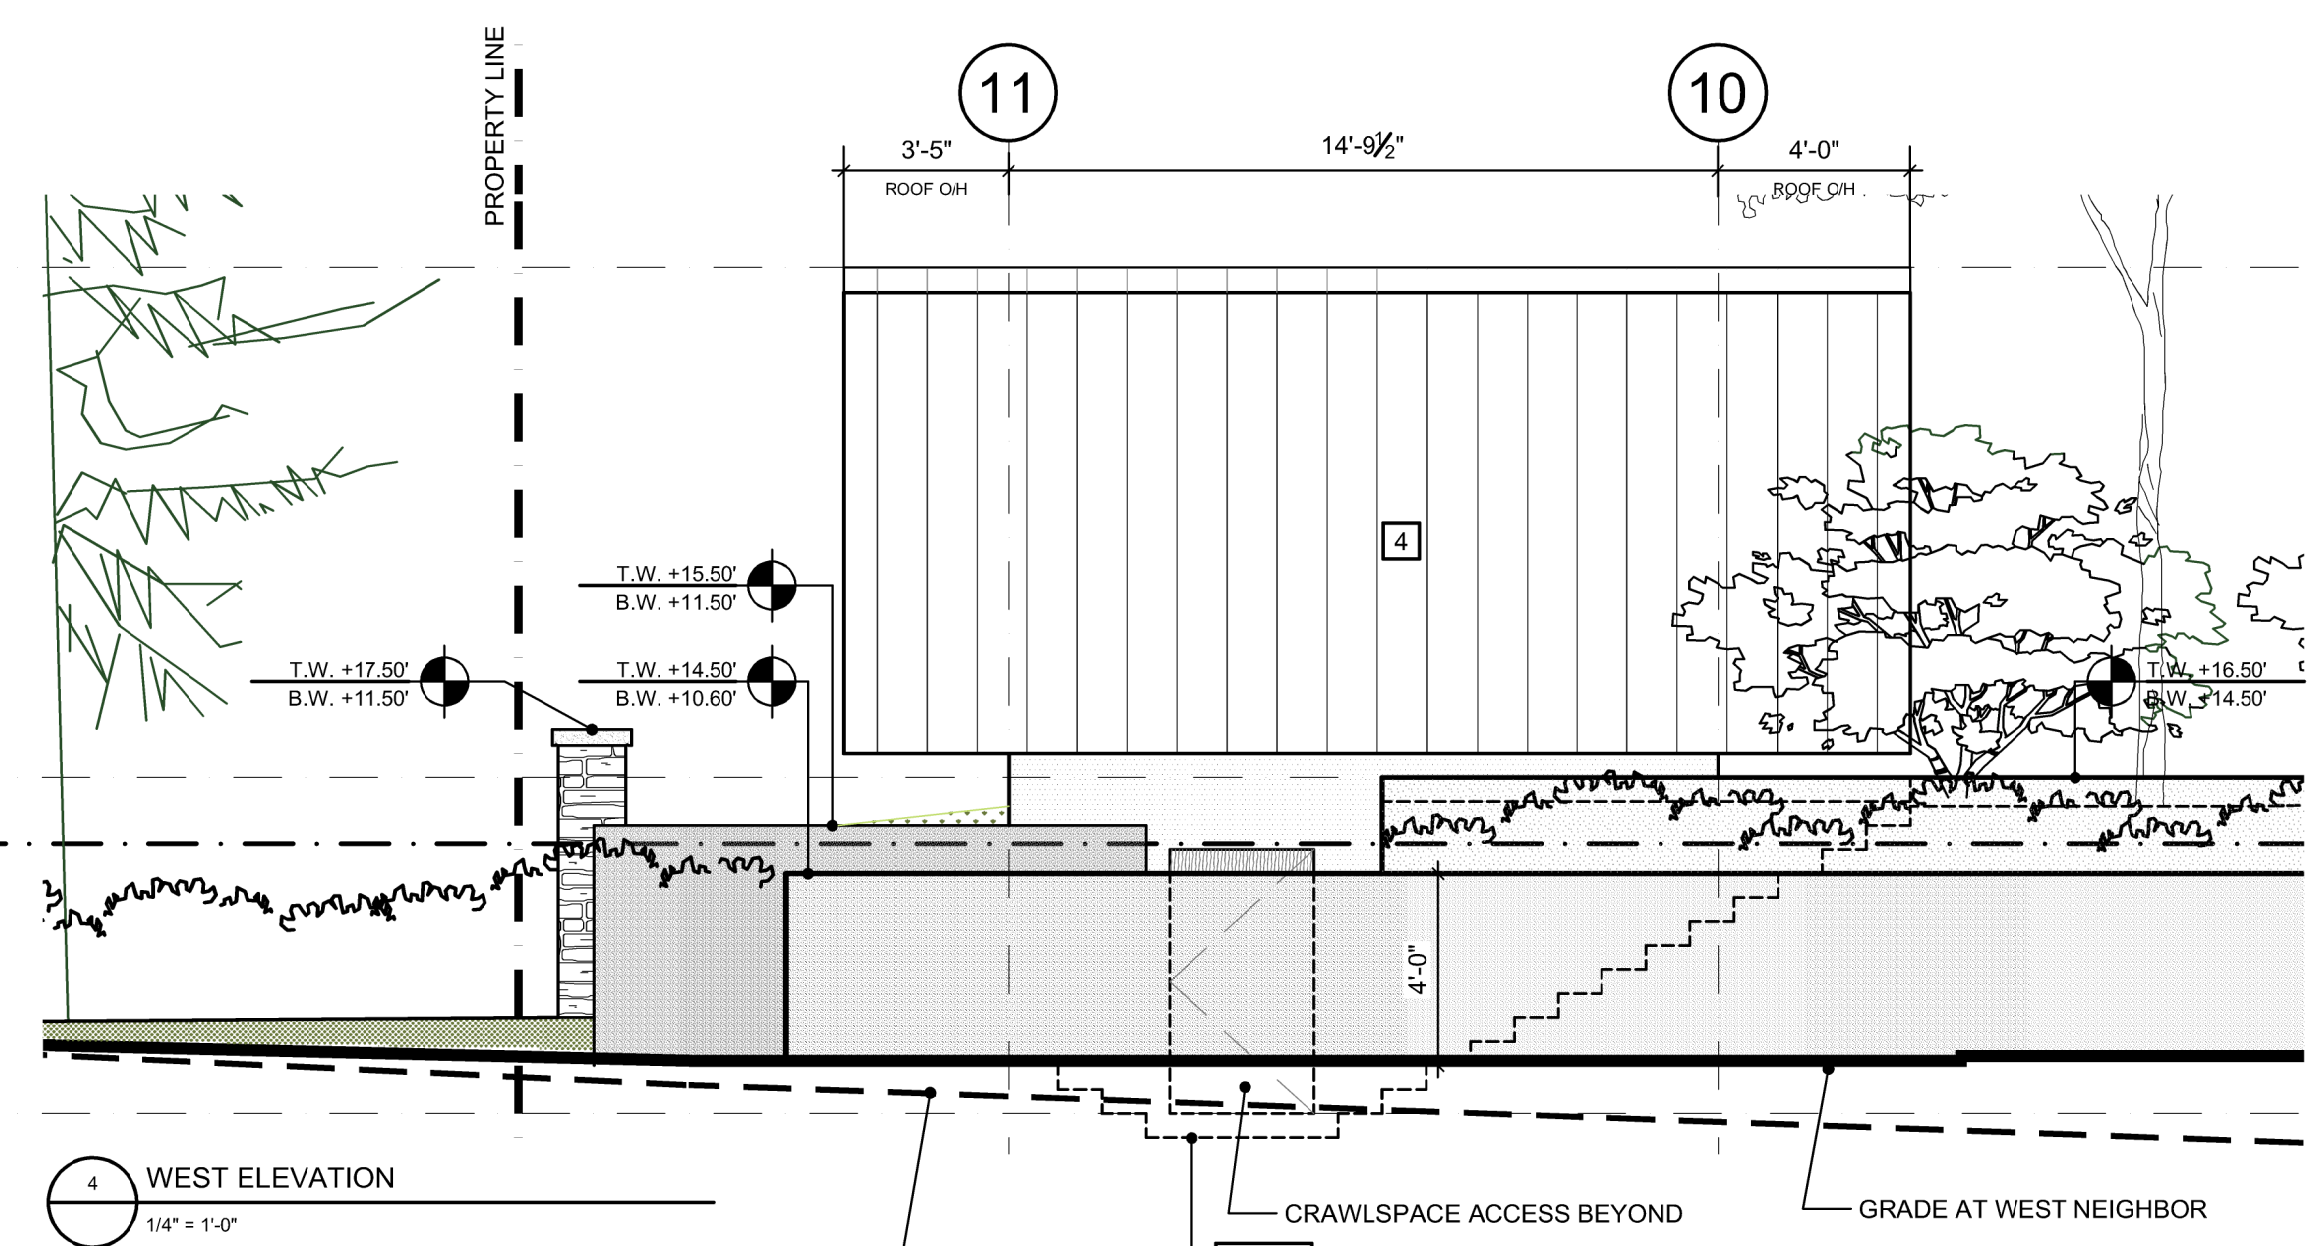 PROPERTY LINE
11
10
3'-5"
14'-9½"
4'-0"
ROOF O/H
ROOF O/H
4
T.W. +15.50'
B.W. +11.50'
T.W. +17.50'
B.W. +11.50'
T.W. +14.50'
B.W. +10.60'
T.W. +16.50'
B.W. +14.50'
4'-0"
4
WEST ELEVATION
1/4" = 1'-0"
CRAWLSPACE ACCESS BEYOND
GRADE AT WEST NEIGHBOR